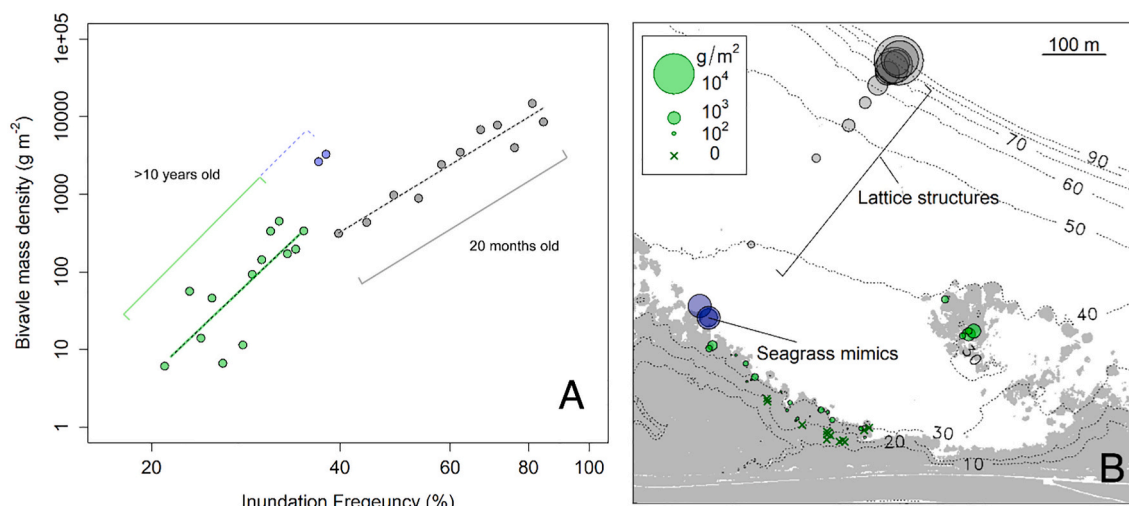 Bivavle mass density (g m⁻²)
1e+05
10000
1000
100
10
1
>10 years old
20 months old
A
20
40
60
80
100
Inundation Freqeuncy (%)
g/m²
10⁴
10³
10²
0
100 m
90
70
60
50
Lattice structures
40
Seagrass mimics
30
30
20
10
B